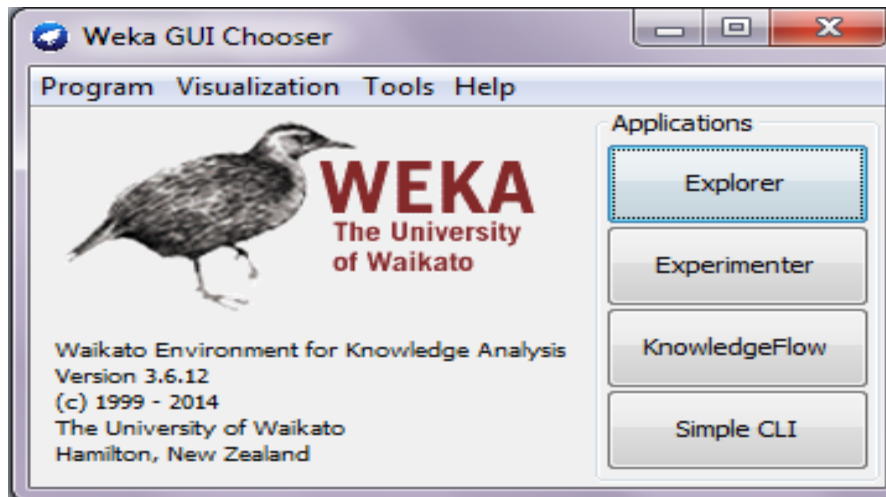 Weka GUI Chooser
Program Visualization Tools Help
WEKA
The University
of Waikato
Waikato Environment for Knowledge Analysis
Version 3.6.12
(c) 1999 - 2014
The University of Waikato
Hamilton, New Zealand
Applications
Explorer
Experimenter
KnowledgeFlow
Simple CLI